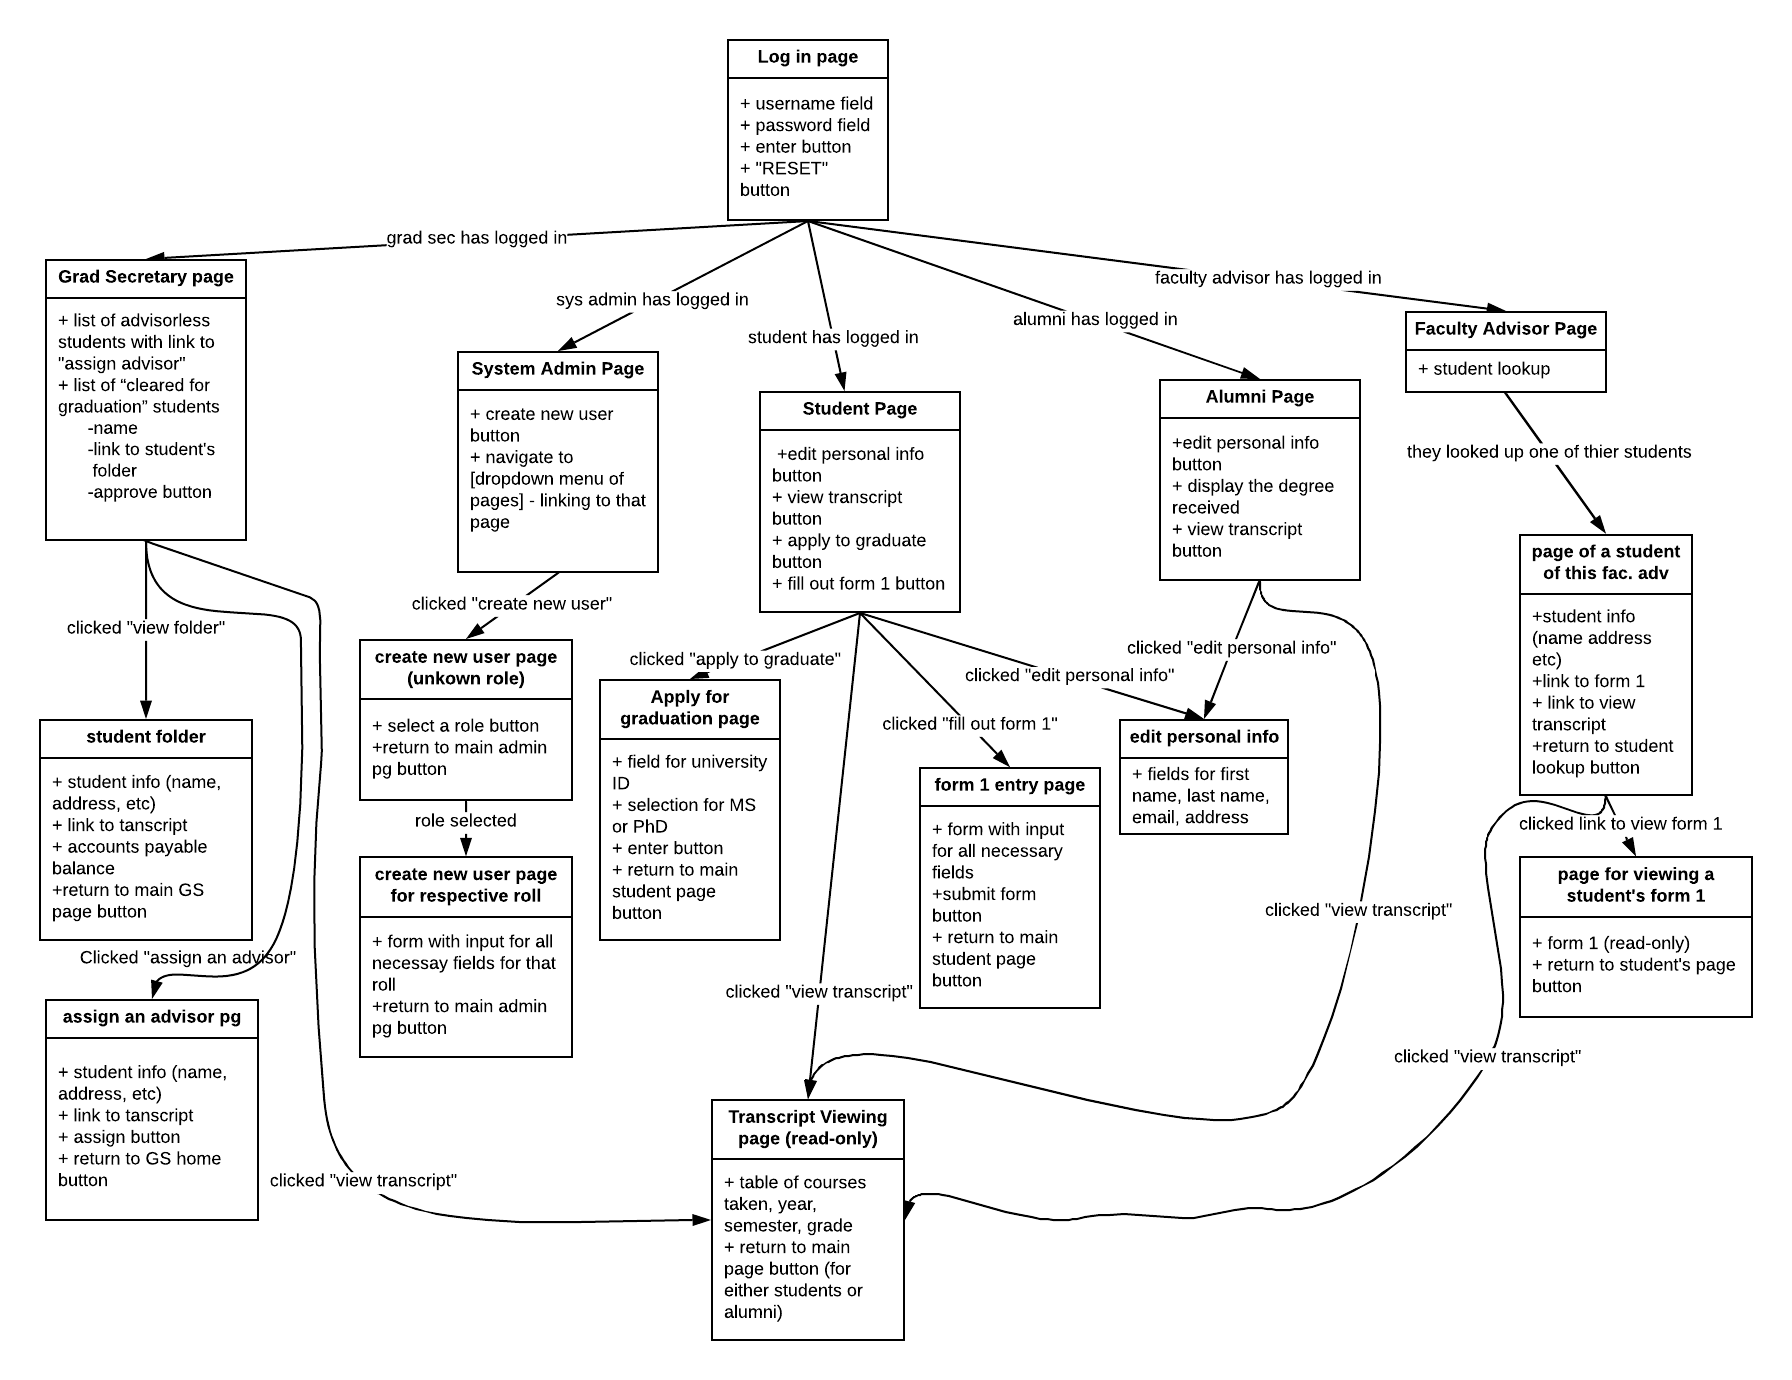 Log in page
+ username field
+ password field
+ enter button
+ "RESET"
button
grad sec has logged in
sys admin has logged in
student has logged in
alumni has logged in
faculty advisor has logged in
Grad Secretary page
+ list of advisorless
students with link to
"assign advisor"
+ list of “cleared for
graduation” students
-name
-link to student's
folder
-approve button
System Admin Page
+ create new user
button
+ navigate to
[dropdown menu of
pages] - linking to that
page
Student Page
+edit personal info
button
+ view transcript
button
+ apply to graduate
button
+ fill out form 1 button
Alumni Page
+edit personal info
button
+ display the degree
received
+ view transcript
button
Faculty Advisor Page
+ student lookup
they looked up one of thier students
page of a student
of this fac. adv
+student info
(name address
etc)
+link to form 1
+ link to view
transcript
+return to student
lookup button
clicked "view folder"
clicked "create new user"
clicked "apply to graduate"
clicked "edit personal info"
clicked "edit personal info"
clicked "fill out form 1"
student folder
+ student info (name,
address, etc)
+ link to tanscript
+ accounts payable
balance
+return to main GS
page button
create new user page
(unkown role)
+ select a role button
+return to main admin
pg button
role selected
create new user page
for respective roll
+ form with input for all
necessay fields for that
roll
+return to main admin
pg button
Apply for
graduation page
+ field for university
ID
+ selection for MS
or PhD
+ enter button
+ return to main
student page
button
form 1 entry page
+ form with input
for all necessary
fields
+submit form
button
+ return to main
student page
button
edit personal info
+ fields for first
name, last name,
email, address
clicked link to view form 1
page for viewing a
student's form 1
+ form 1 (read-only)
+ return to student's page
button
Clicked "assign an advisor"
assign an advisor pg
+ student info (name,
address, etc)
+ link to tanscript
+ assign button
+ return to GS home
button
clicked "view transcript"
clicked "view transcript"
clicked "view transcript"
clicked "view transcript"
Transcript Viewing
page (read-only)
+ table of courses
taken, year,
semester, grade
+ return to main
page button (for
either students or
alumni)